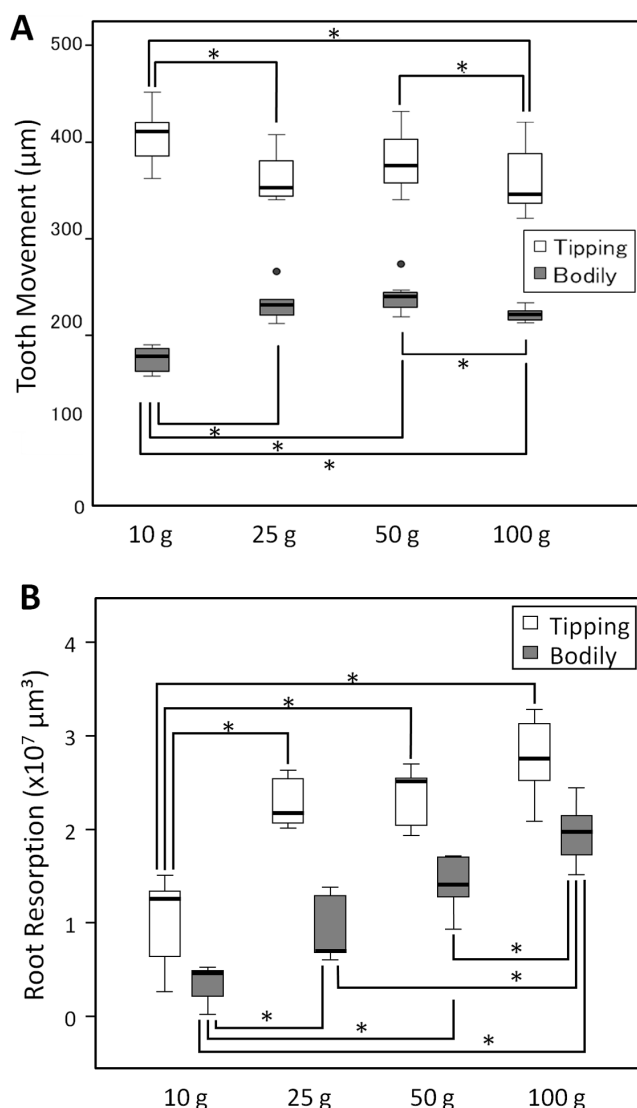 A
Tooth Movement (µm)
500
400
300
200
100
0
*
*
*
Tipping
Bodily
*
*
*
*
10 g 25 g 50 g 100 g
B
Root Resorption (x10⁷ µm³)
4
3
2
1
0
Tipping
Bodily
*
*
*
*
*
*
*
*
10 g 25 g 50 g 100 g